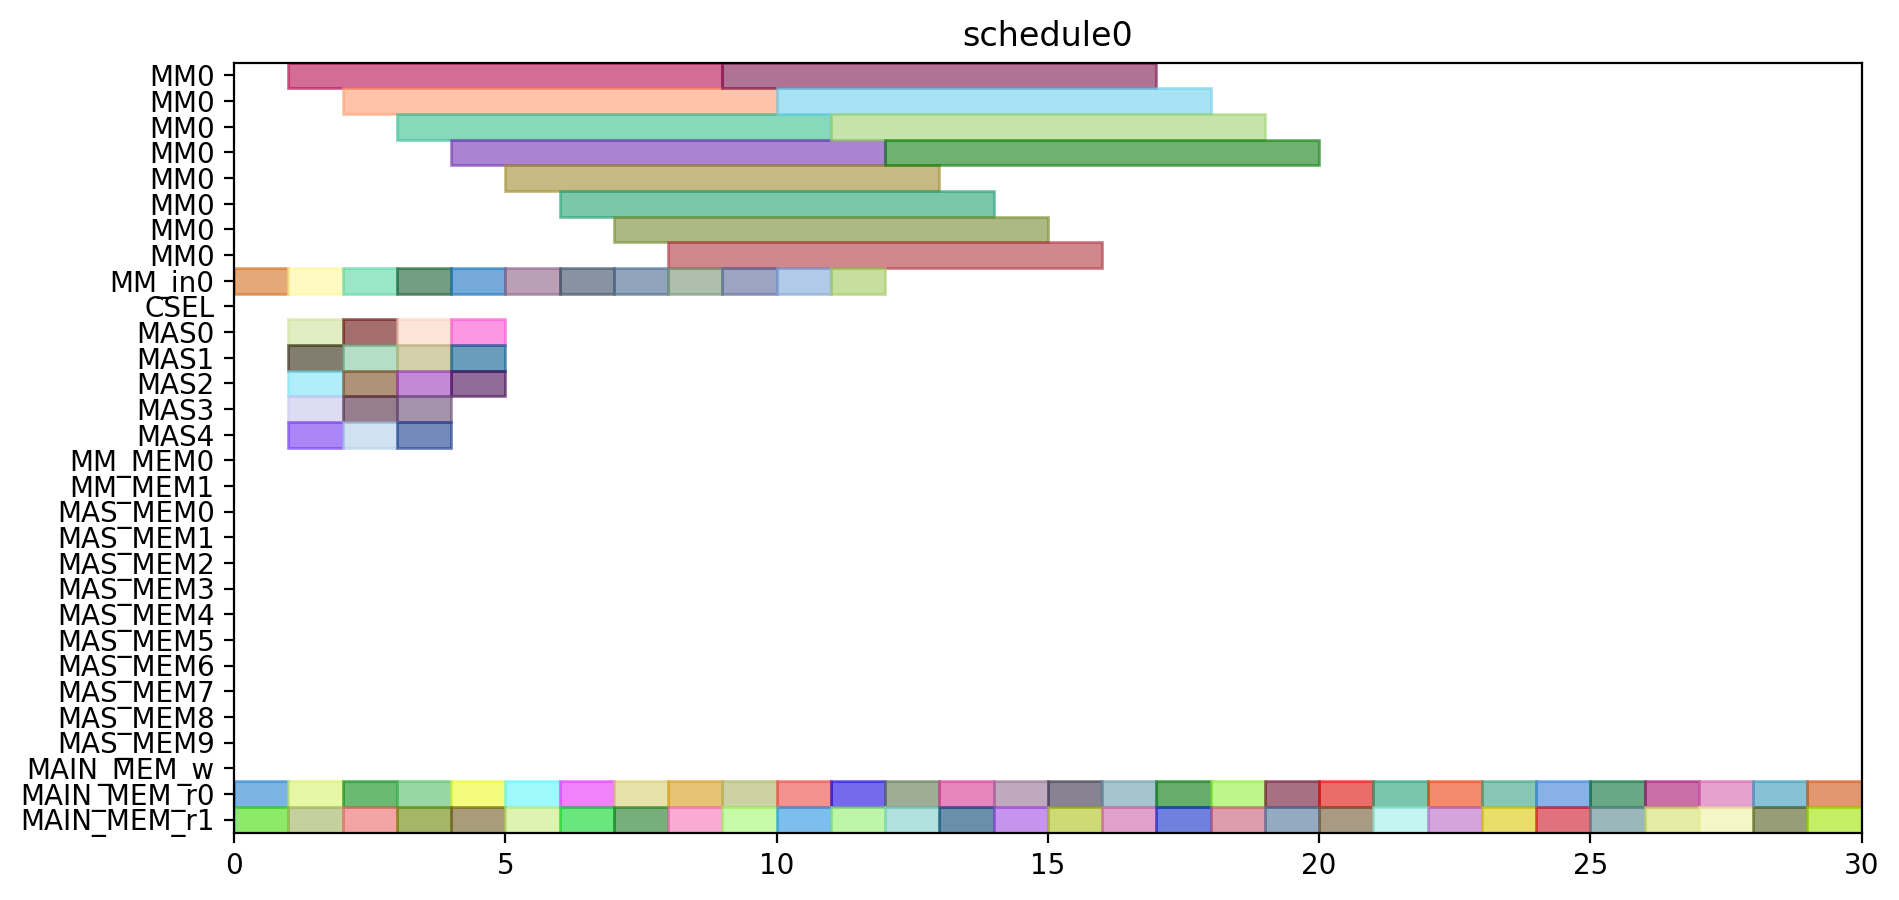 schedule0
MM0
MM0
MM0
MM0
MM0
MM0
MM0
MM0
MM_in0
CSEL
MAS0
MAS1
MAS2
MAS3
MAS4
MM_MEM0
MM_MEM1
MAS_MEM0
MAS_MEM1
MAS_MEM2
MAS_MEM3
MAS_MEM4
MAS_MEM5
MAS_MEM6
MAS_MEM7
MAS_MEM8
MAS_MEM9
MAIN_MEM_w
MAIN_MEM_r0
MAIN_MEM_r1
0 5 10 15 20 25 30